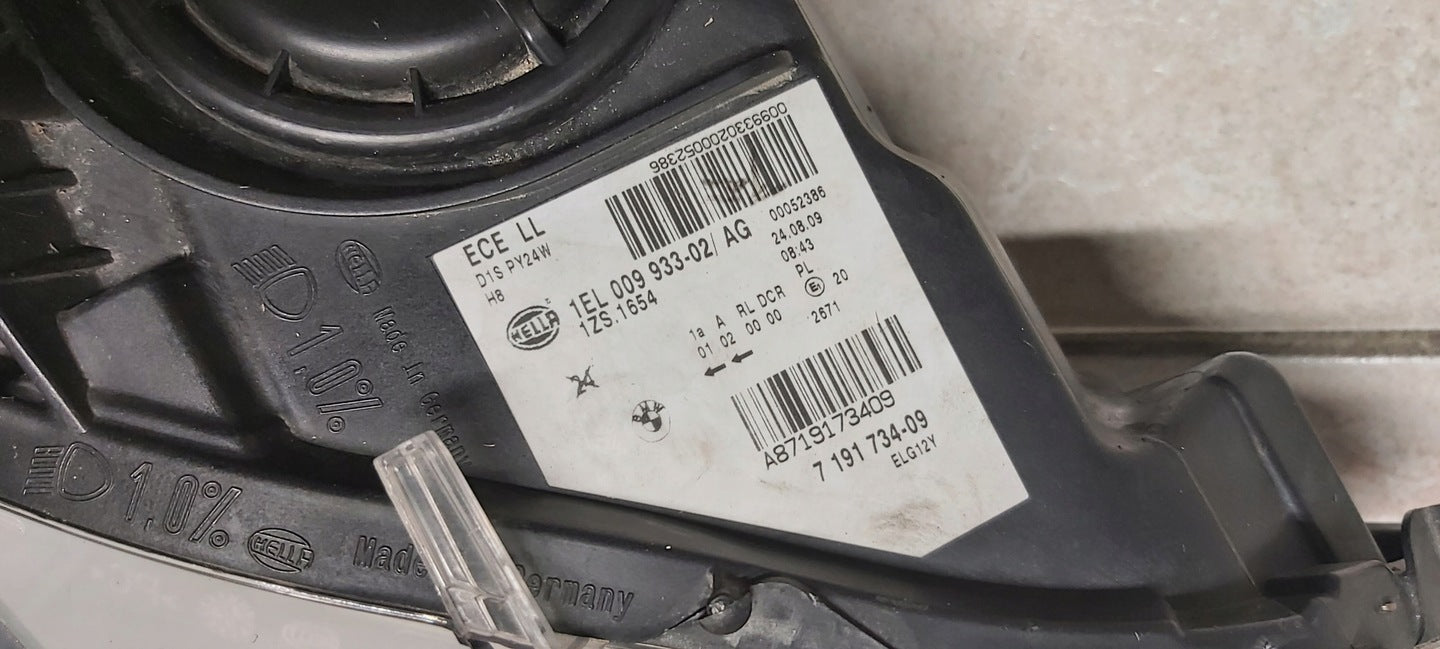 00993302000052386
ECE LL
D1S PY24W
H8
HELLA
1EL 009 933-02/ AG
1ZS.1654
00052386
24.08.09
08:43
PL
1a A RL DCR E1 20
01 02 00 00 2671
BMW
A8719173409
7 191 734-09
ELG12Y
HELLA
Made in Germany
1,0%
1,0%
HELLA
Made Germany